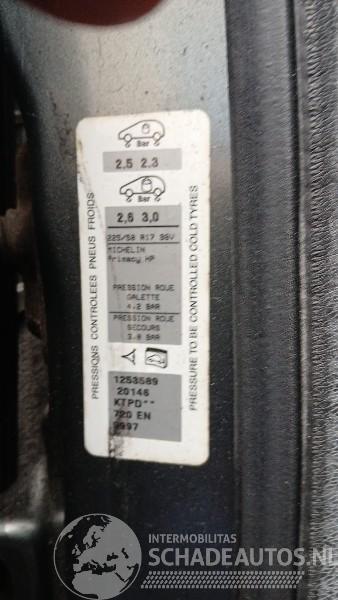 Bar
2.5 2.3
Bar
2,6 3,0
225/50 R17 98V
MICHELIN
Primacy HP
PRESSION ROUE
GALETTE
4.2 BAR
PRESSION ROUE
SECOURS
3.0 BAR
1253589
20146
KTPD**
720 EN
9997
PRESSIONS CONTROLEES PNEUS FROIDS
PRESSURE TO BE CONTROLLED COLD TYRES
INTERMOBILITAS
SCHADEAUTOS.NL